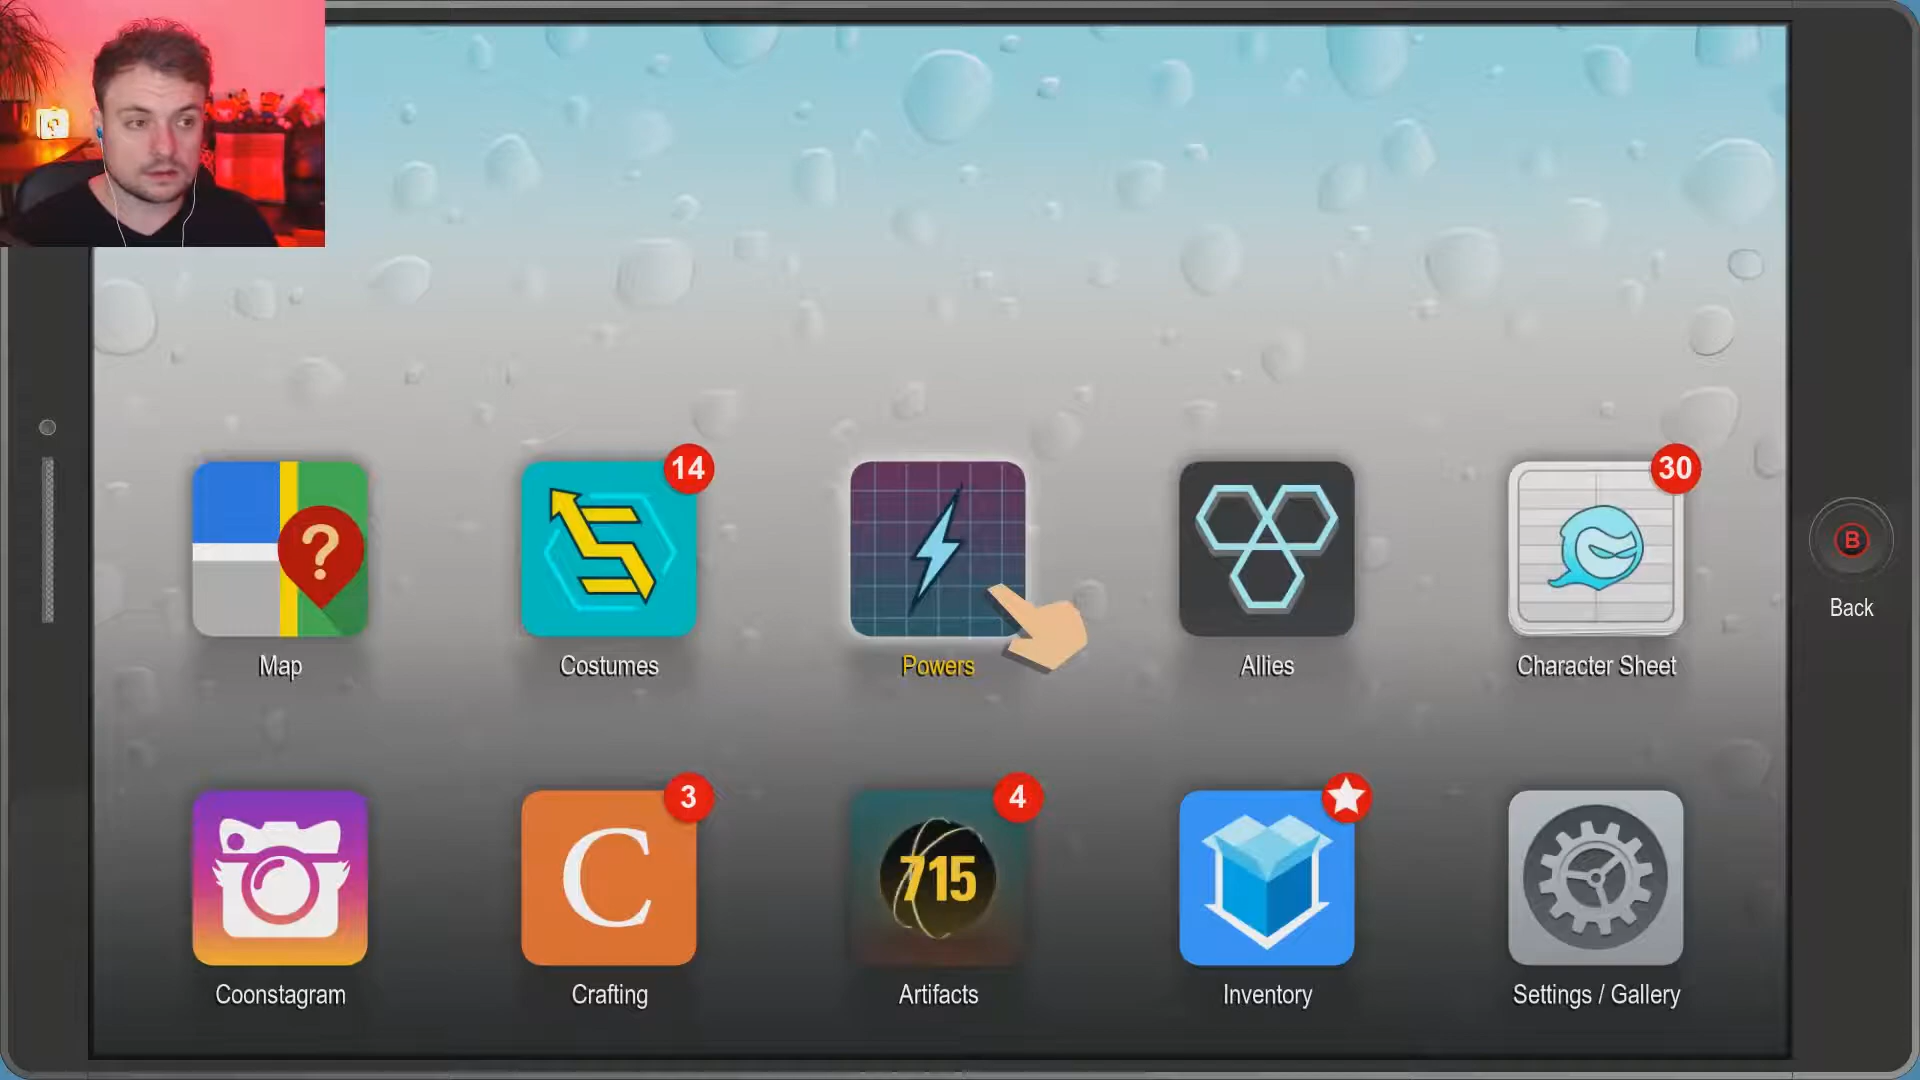 14
30
?
Map
Costumes
Powers
Allies
Character Sheet
B
Back
3
4
C
715
Coonstagram
Crafting
Artifacts
Inventory
Settings / Gallery